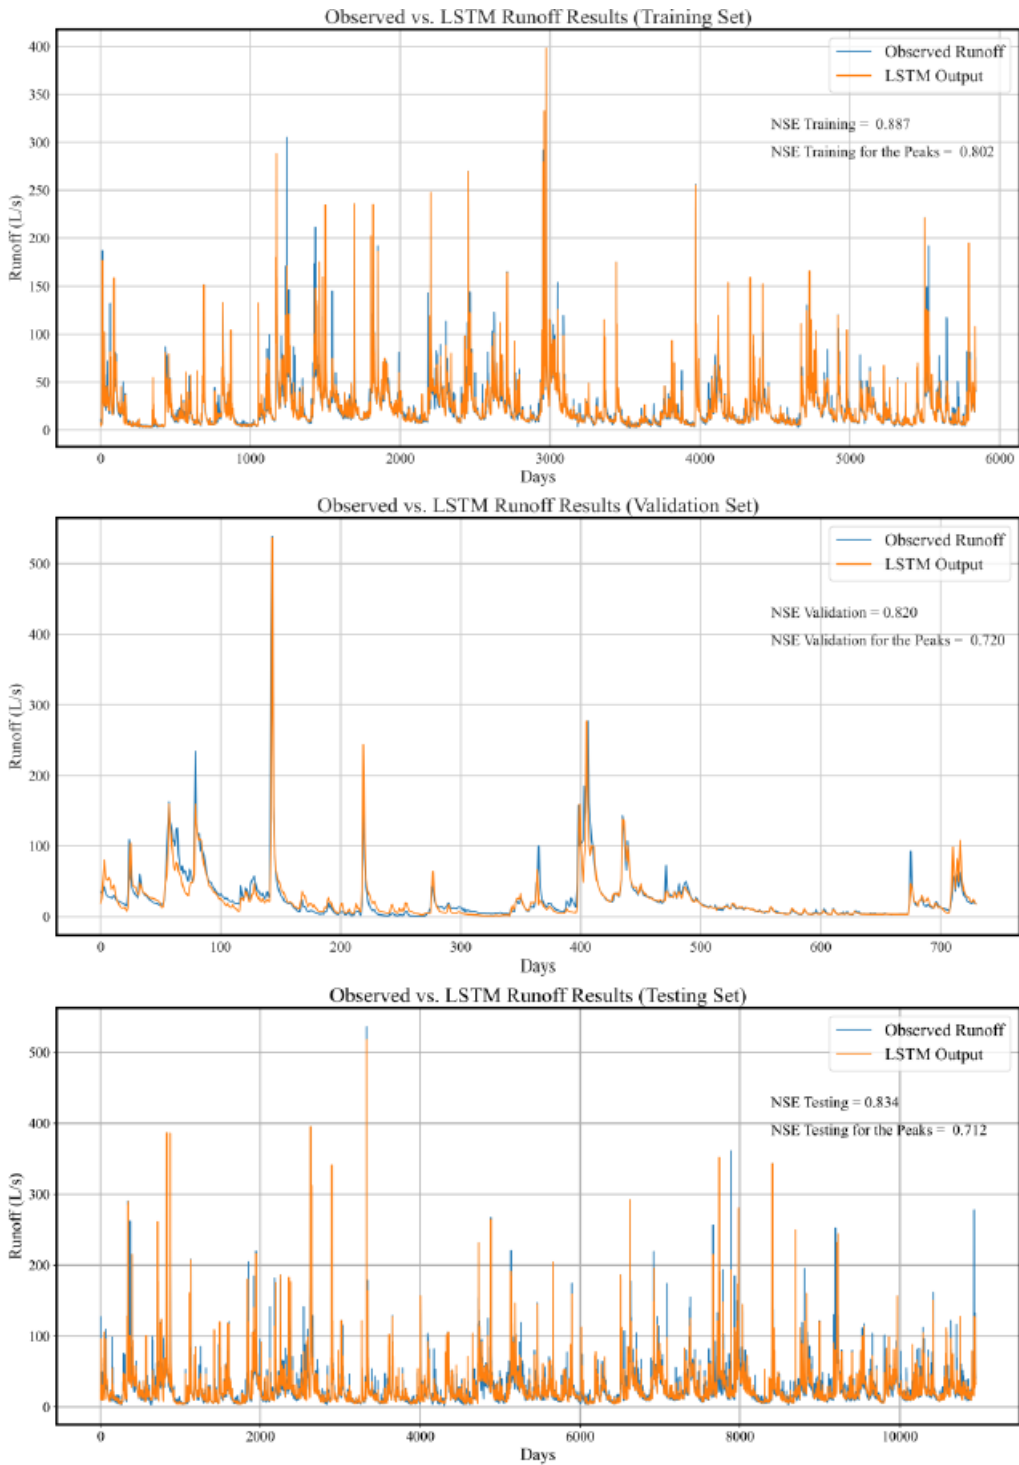 Observed vs. LSTM Runoff Results (Training Set)
400
350
300
250
200
150
100
50
0
Runoff (L/s)
Observed Runoff
LSTM Output
NSE Training = 0.887
NSE Training for the Peaks = 0.802
0 1000 2000 3000 4000 5000 6000
Days
Observed vs. LSTM Runoff Results (Validation Set)
500
400
300
200
100
0
Runoff (L/s)
Observed Runoff
LSTM Output
NSE Validation = 0.820
NSE Validation for the Peaks = 0.720
0 100 200 300 400 500 600 700
Days
Observed vs. LSTM Runoff Results (Testing Set)
500
400
300
200
100
0
Runoff (L/s)
Observed Runoff
LSTM Output
NSE Testing = 0.834
NSE Testing for the Peaks = 0.712
0 2000 4000 6000 8000 10000
Days